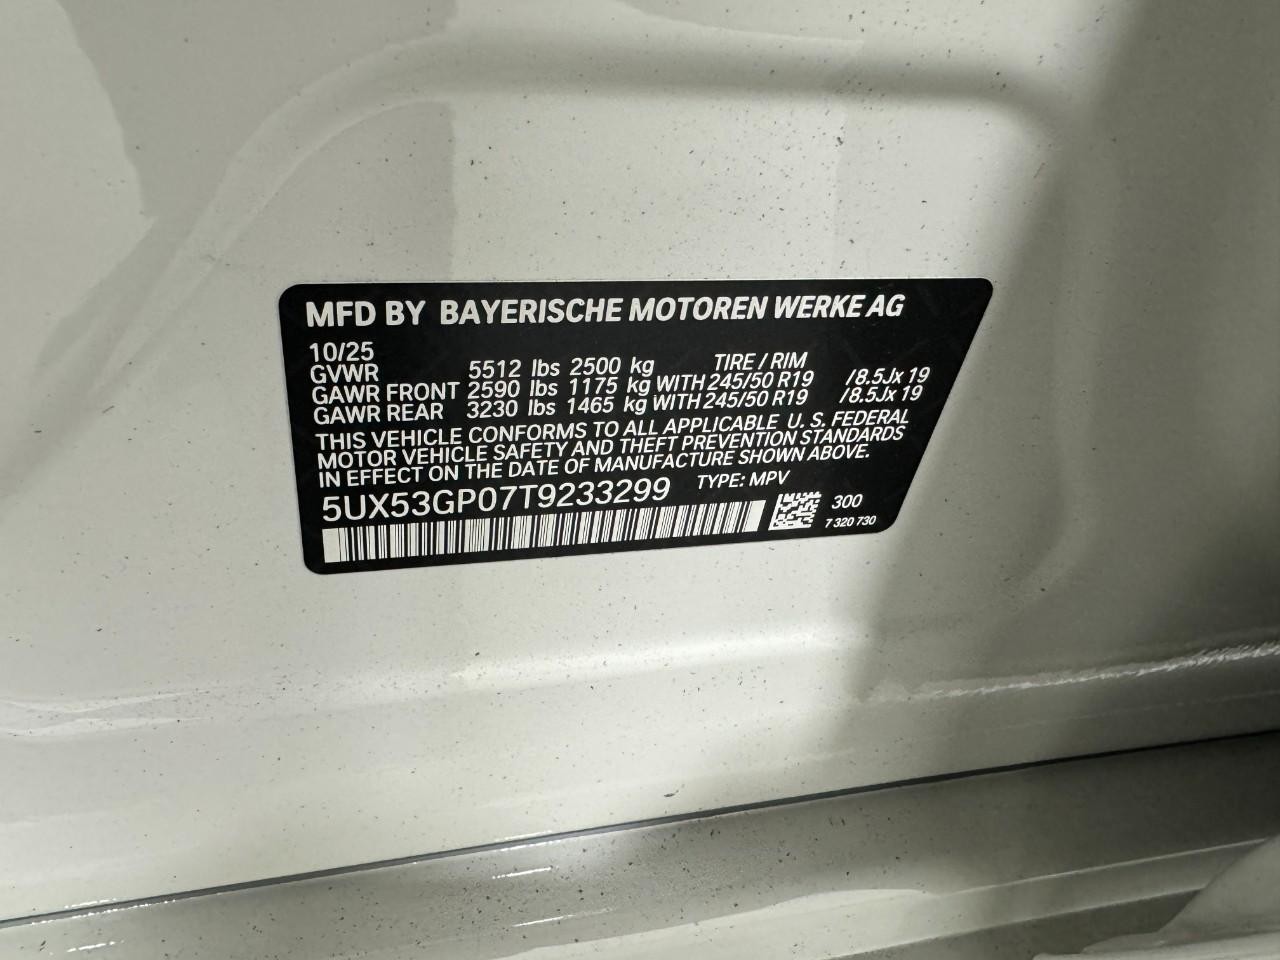 MFD BY BAYERISCHE MOTOREN WERKE AG
10/25
GVWR 5512 lbs 2500 kg TIRE / RIM
GAWR FRONT 2590 lbs 1175 kg WITH 245/50 R19 /8.5Jx 19
GAWR REAR 3230 lbs 1465 kg WITH 245/50 R19 /8.5Jx 19
THIS VEHICLE CONFORMS TO ALL APPLICABLE U. S. FEDERAL
MOTOR VEHICLE SAFETY AND THEFT PREVENTION STANDARDS
IN EFFECT ON THE DATE OF MANUFACTURE SHOWN ABOVE.
5UX53GP07T9233299 TYPE: MPV
300
7 320 730